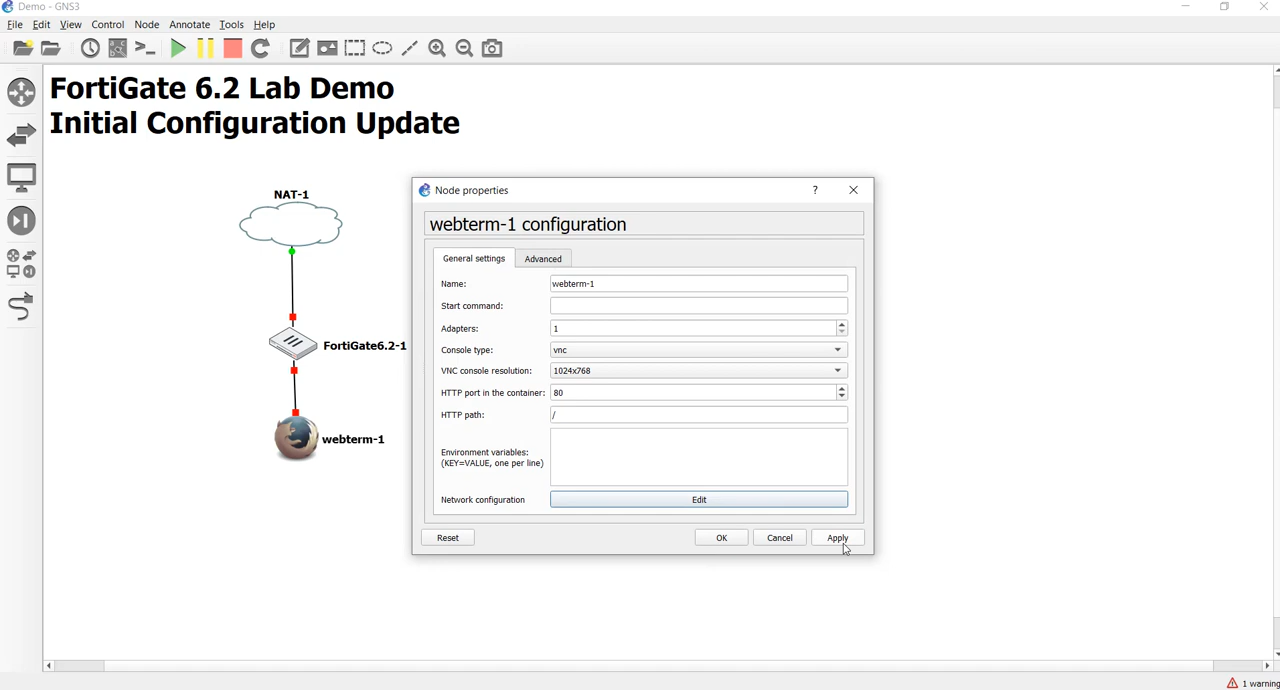 Demo - GNS3
File Edit View Control Node Annotate Tools Help
FortiGate 6.2 Lab Demo
Initial Configuration Update
NAT-1
FortiGate6.2-1
webterm-1
Node properties
?
webterm-1 configuration
General settings Advanced
Name: webterm-1
Start command:
Adapters: 1
Console type: vnc
VNC console resolution: 1024x768
HTTP port in the container: 80
HTTP path: /
Environment variables:
(KEY=VALUE, one per line)
Network configuration Edit
Reset OK Cancel Apply
1 warning